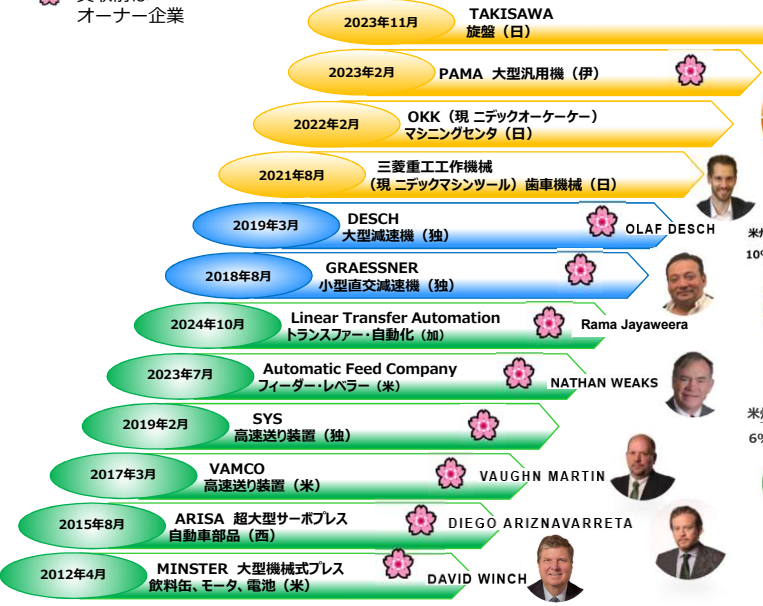 オーナー企業
2023年11月
TAKISAWA
旋盤（日）
2023年2月
PAMA 大型汎用機（伊）
2022年2月
OKK（現 ニデックオーケーケー）
マシニングセンタ（日）
2021年8月
三菱重工工作機械
（現 ニデックマシンツール）歯車機械（日）
2019年3月
DESCH
大型減速機（独）
OLAF DESCH
2018年8月
GRAESSNER
小型直交減速機（独）
2024年10月
Linear Transfer Automation
トランスファー・自動化（加）
Rama Jayaweera
2023年7月
Automatic Feed Company
フィーダー・レベラー（米）
NATHAN WEAKS
2019年2月
SYS
高速送り装置（独）
2017年3月
VAMCO
高速送り装置（米）
VAUGHN MARTIN
2015年8月
ARISA 超大型サーボプレス
自動車部品（西）
DIEGO ARIZNAVARRETA
2012年4月
MINSTER 大型機械式プレス
飲料缶、モータ、電池（米）
DAVID WINCH